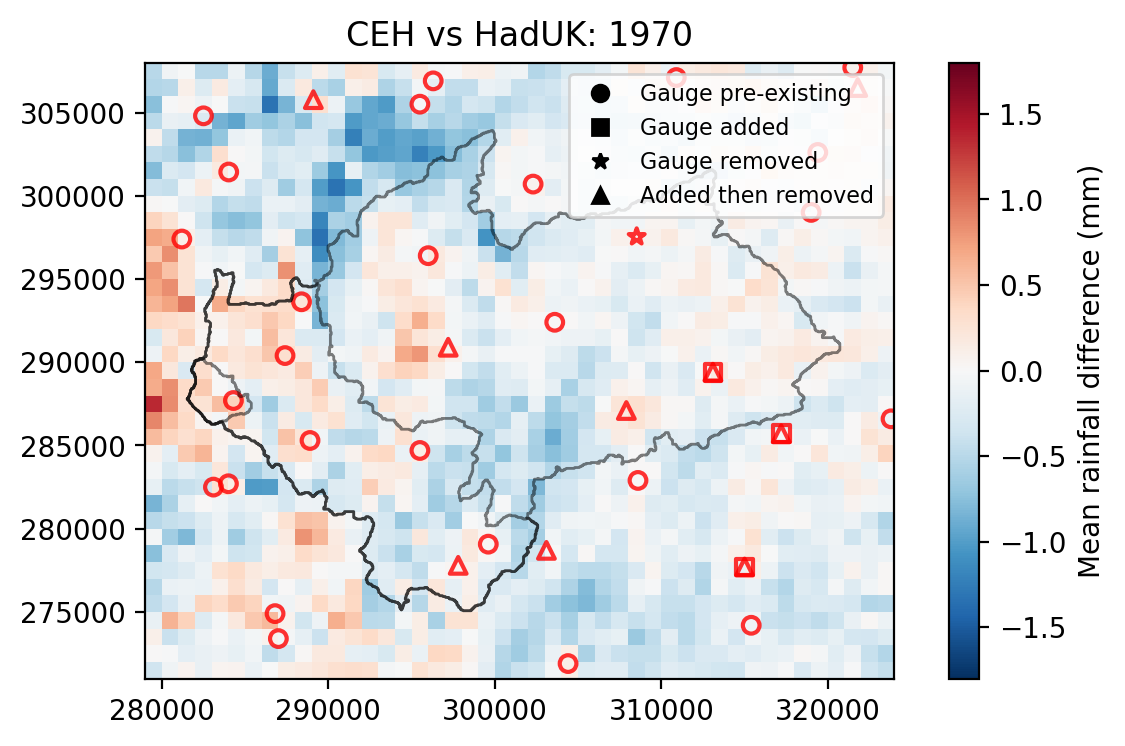 CEH vs HadUK: 1970
305000
300000
295000
290000
285000
280000
275000
280000 290000 300000 310000 320000
Gauge pre-existing
Gauge added
Gauge removed
Added then removed
1.5
1.0
0.5
0.0
−0.5
−1.0
−1.5
Mean rainfall difference (mm)